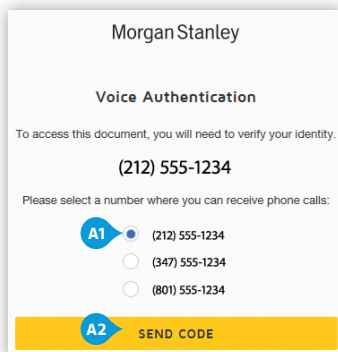 Morgan Stanley
Voice Authentication
To access this document, you will need to verify your identity.
(212) 555-1234
Please select a number where you can receive phone calls:
A1 (212) 555-1234
(347) 555-1234
(801) 555-1234
A2 SEND CODE